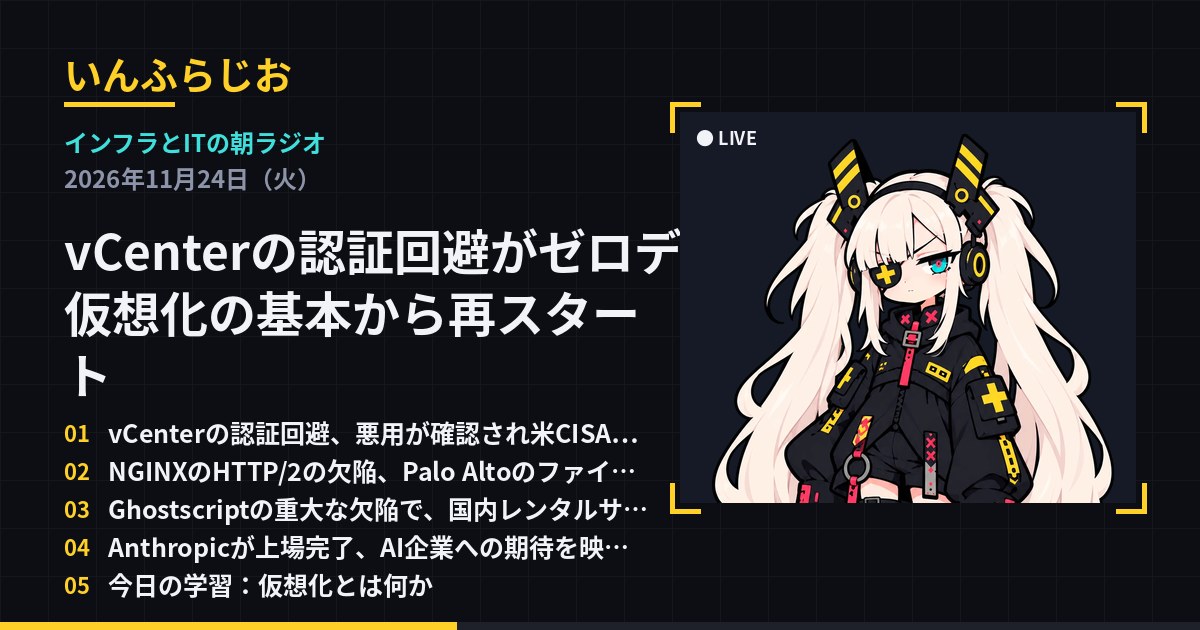 いんふらじお
インフラとITの朝ラジオ
2026年11月24日（火）
LIVE
vCenterの認証回避がゼロデ
仮想化の基本から再スター
ト
01 vCenterの認証回避、悪用が確認され米CISA…
02 NGINXのHTTP/2の欠陥、Palo Altoのファイ…
03 Ghostscriptの重大な欠陥で、国内レンタルサ…
04 Anthropicが上場完了、AI企業への期待を映…
05 今日の学習：仮想化とは何か